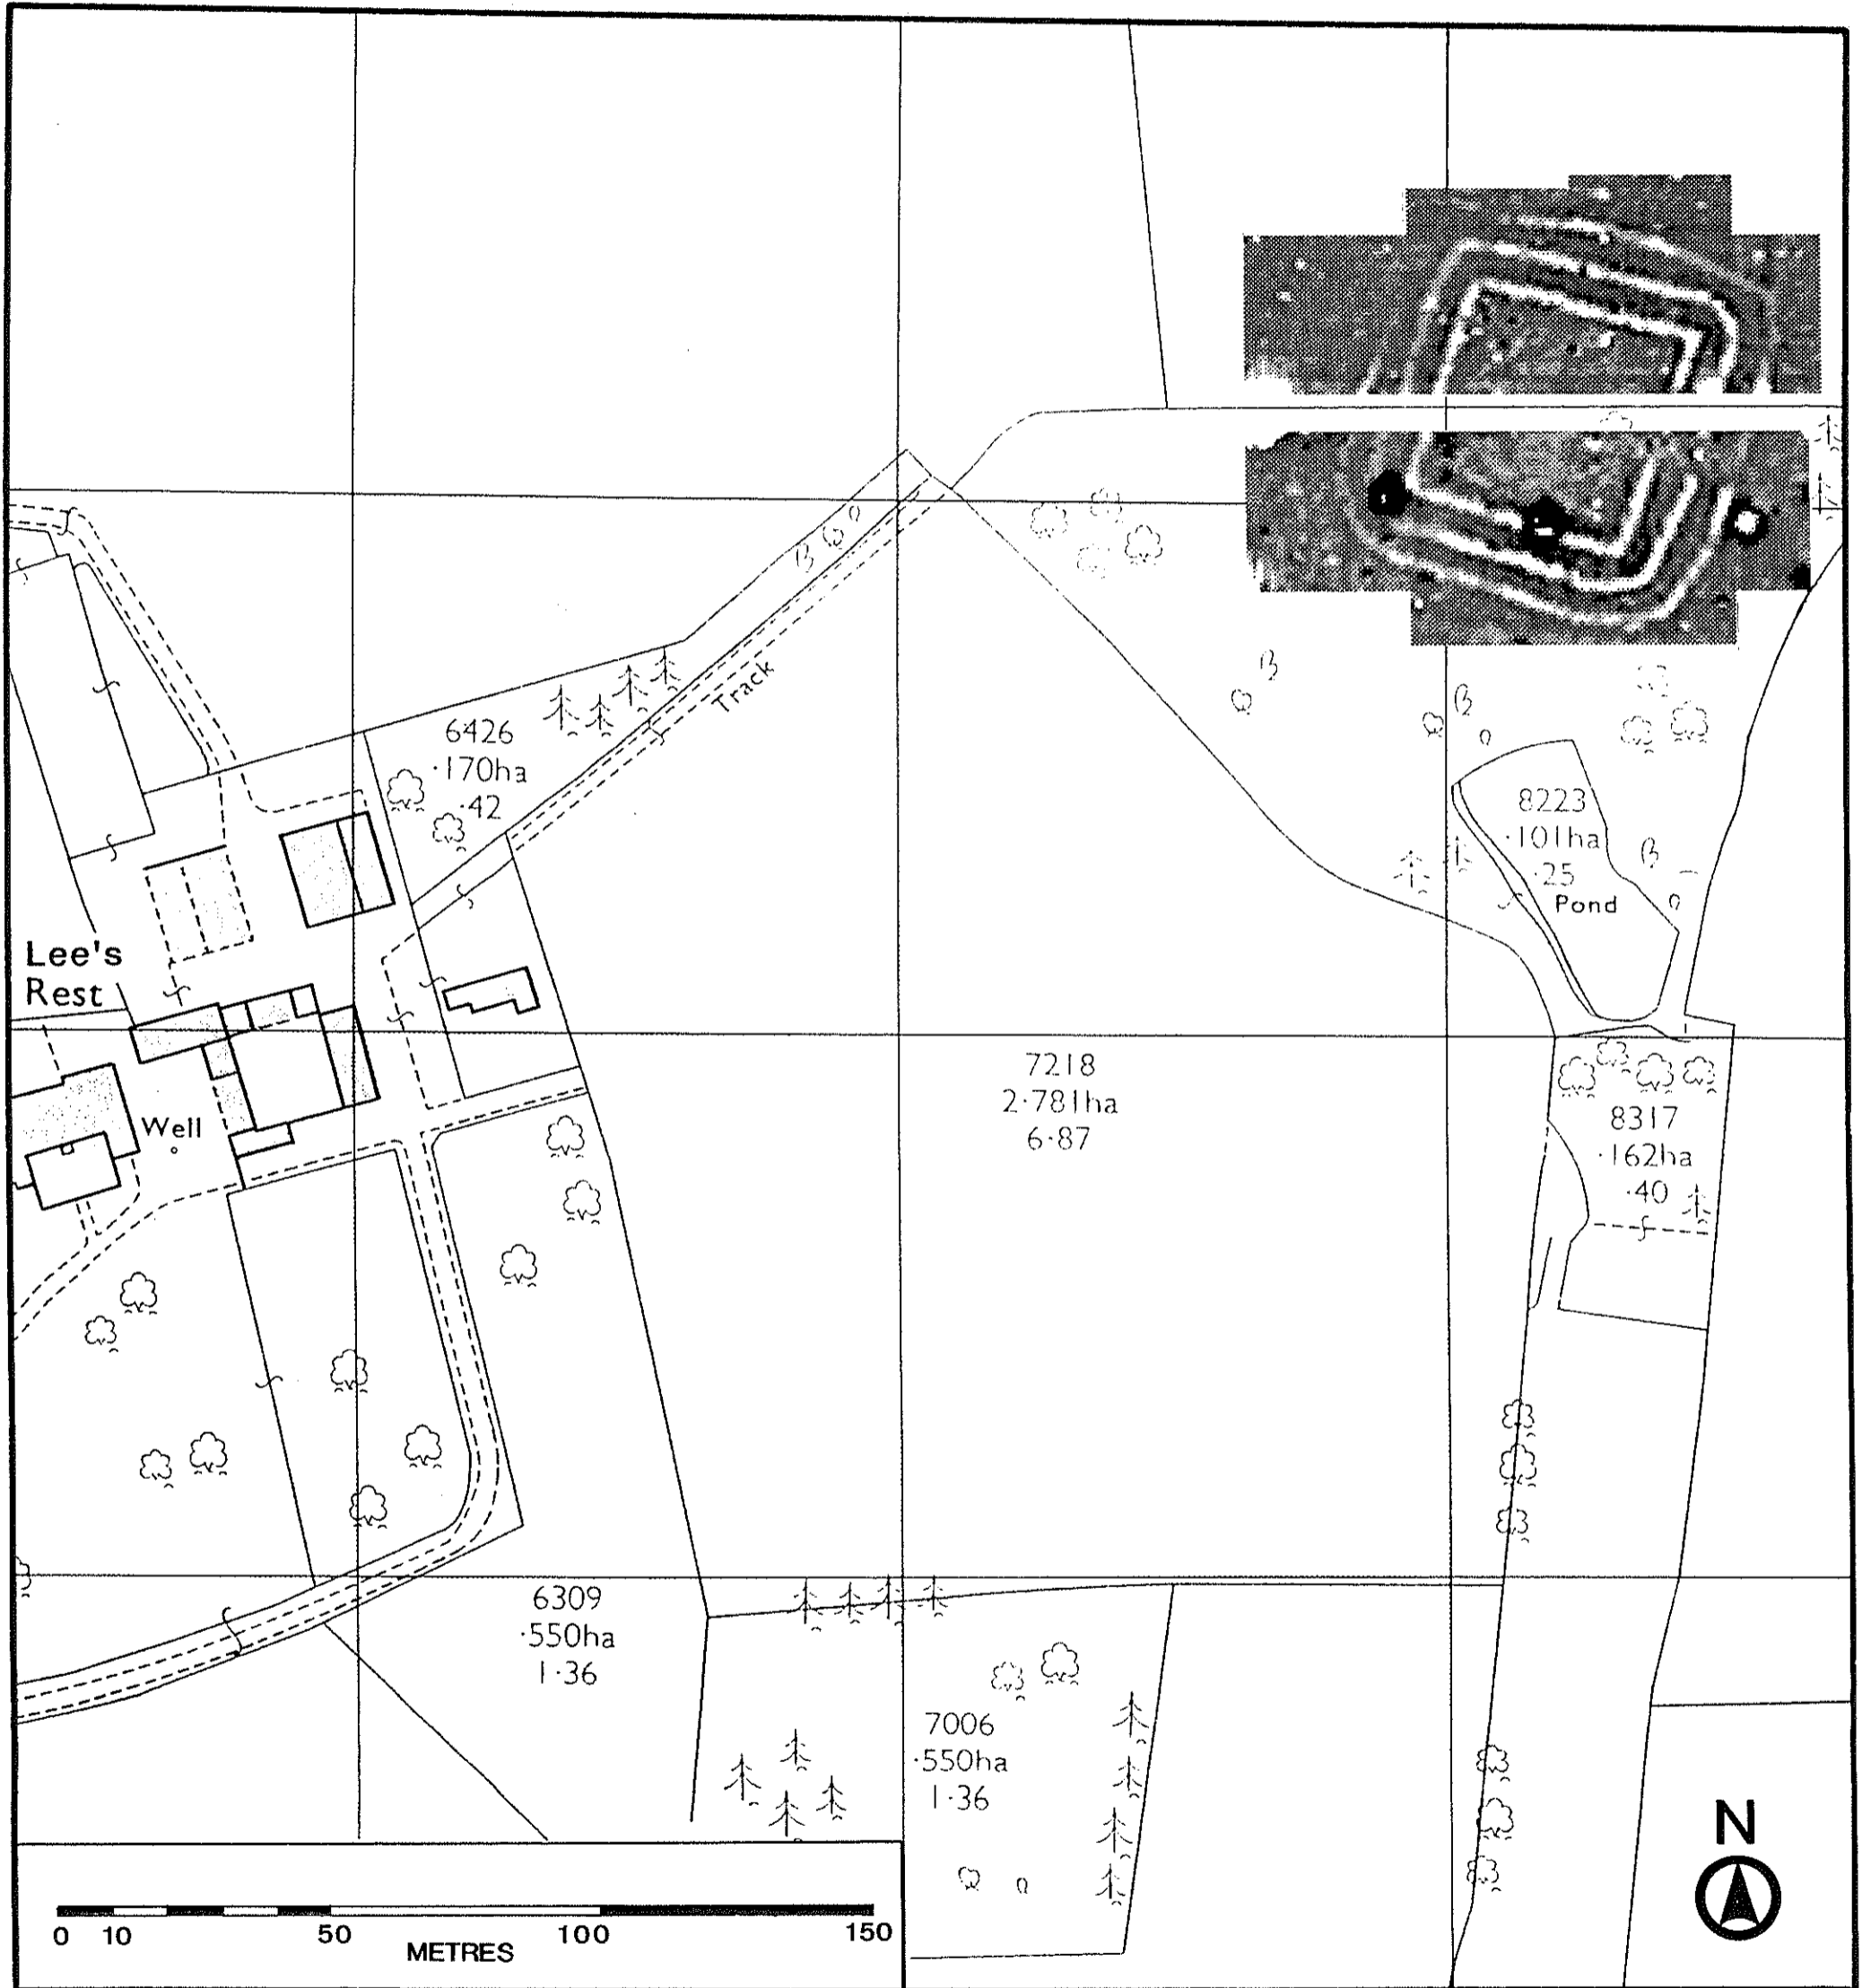 6426
·170ha
·42
Track
8223
·101ha
·25
Pond
Lee's
Rest
Well
7218
2·781ha
6·87
8317
·162ha
·40
6309
·550ha
1·36
7006
·550ha
1·36
N
0 10 50 100 150
METRES